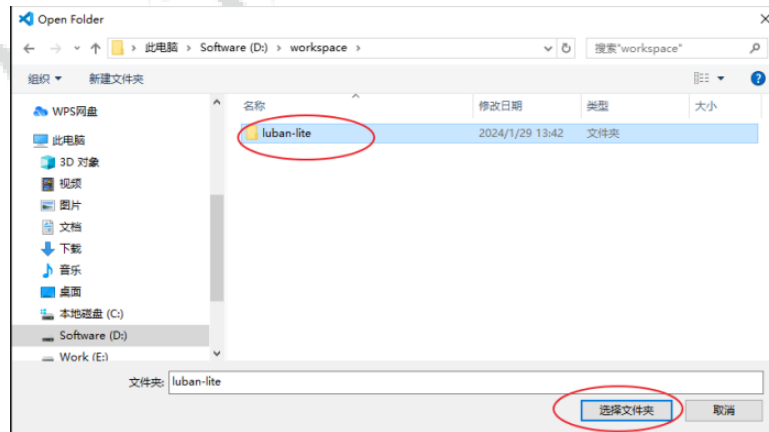 Open Folder
此电脑 › Software (D:) › workspace ›
搜索"workspace"
组织 新建文件夹
名称 修改日期 类型 大小
luban-lite 2024/1/29 13:42 文件夹
WPS网盘
此电脑
3D 对象
视频
图片
文档
下载
音乐
桌面
本地磁盘 (C:)
Software (D:)
Work (E:)
文件夹: luban-lite
选择文件夹 取消